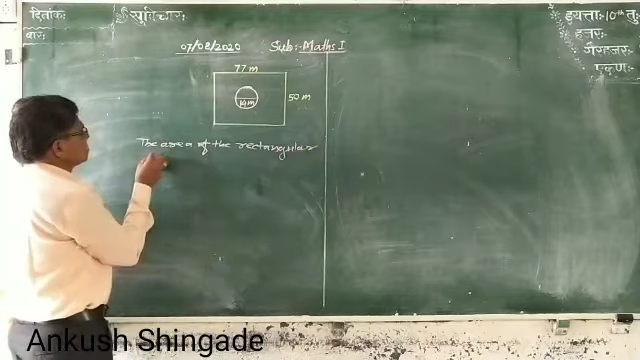 दिनांक:
सुविचार:
इयत्ता: 10th तु:
वार:
हजर:
गैरहजर:
एकूण:-
07/08/2020 Sub:- Maths I
77 m
50 m
14m
The area of the rectangular
Ankush Shingade